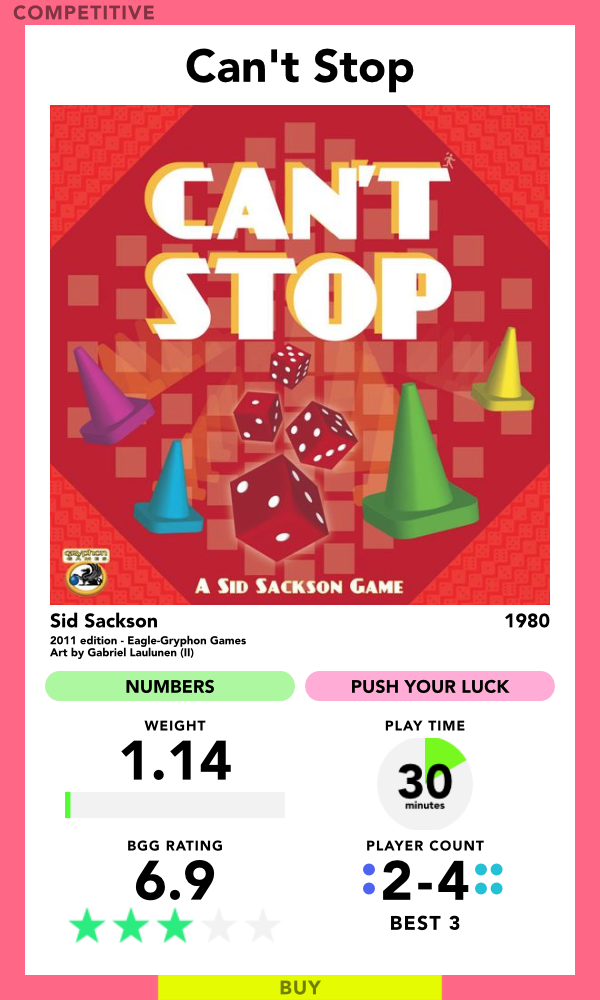 COMPETITIVE
Can't Stop
CAN'T
STOP
gryphon
GAMES
A SID SACKSON GAME
Sid Sackson
1980
2011 edition - Eagle-Gryphon Games
Art by Gabriel Laulunen (II)
NUMBERS
PUSH YOUR LUCK
WEIGHT
1.14
PLAY TIME
30
minutes
BGG RATING
6.9
PLAYER COUNT
2-4
BEST 3
BUY